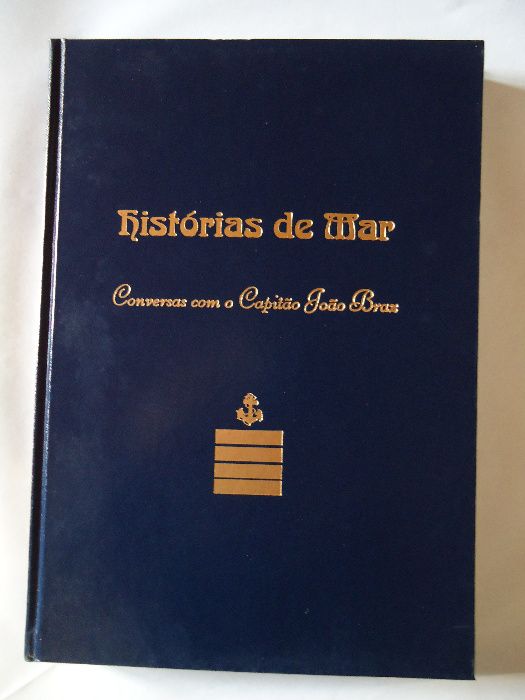 Histórias de Mar
Conversas com o Capitão João Braz